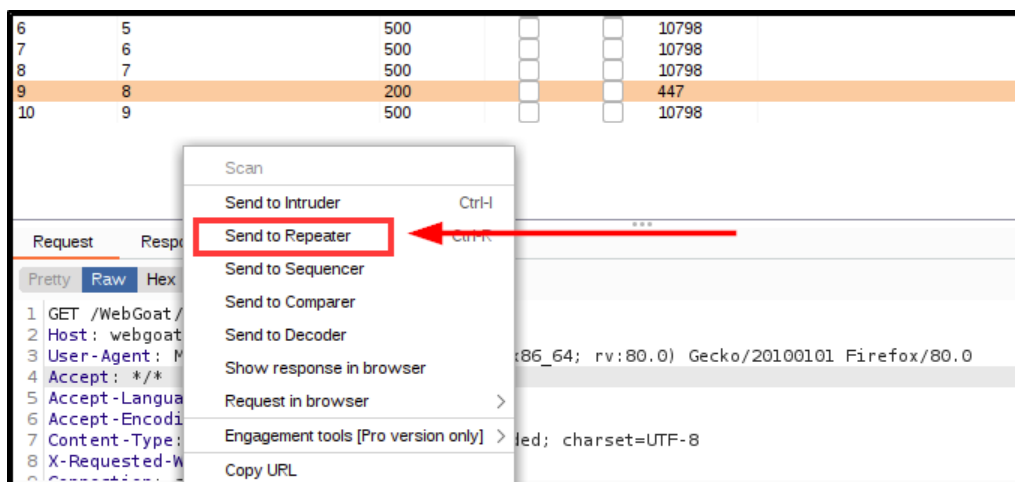 6 5 500 10798
7 6 500 10798
8 7 500 10798
9 8 200 447
10 9 500 10798
Scan
Send to Intruder Ctrl-I
Send to Repeater Ctrl-R
Send to Sequencer
Send to Comparer
Send to Decoder
Show response in browser
Request in browser
Engagement tools [Pro version only]
Copy URL
Request Respo
Pretty Raw Hex
1 GET /WebGoat/
2 Host: webgoat
3 User-Agent: M x86_64; rv:80.0) Gecko/20100101 Firefox/80.0
4 Accept: */*
5 Accept-Langua
6 Accept-Encodi
7 Content-Type: ded; charset=UTF-8
8 X-Requested-W